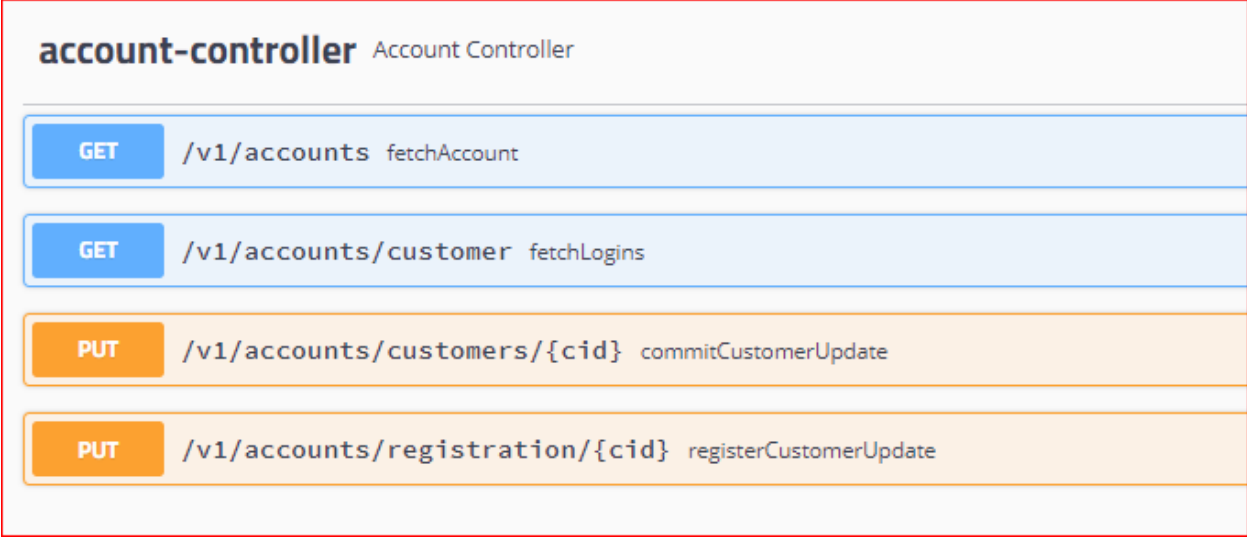 account-controller Account Controller
GET /v1/accounts fetchAccount
GET /v1/accounts/customer fetchLogins
PUT /v1/accounts/customers/{cid} commitCustomerUpdate
PUT /v1/accounts/registration/{cid} registerCustomerUpdate